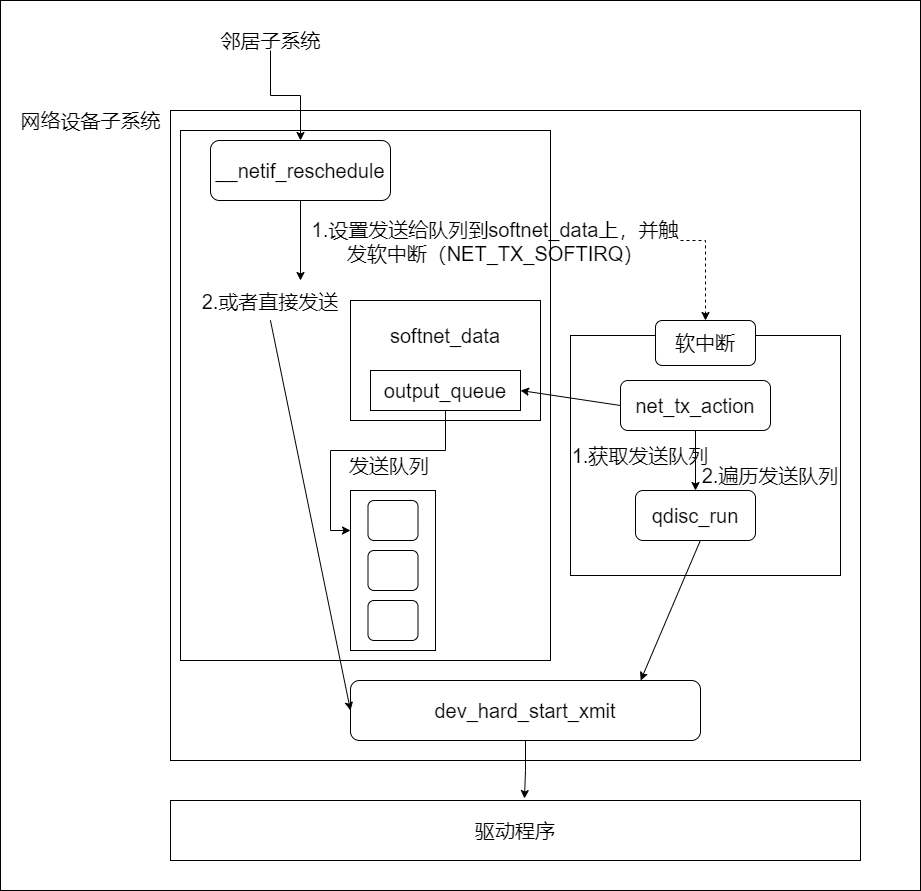 邻居子系统
网络设备子系统
__netif_reschedule
1.设置发送给队列到softnet_data上，并触
发软中断（NET_TX_SOFTIRQ）
2.或者直接发送
softnet_data
软中断
output_queue
net_tx_action
1.获取发送队列
发送队列
2.遍历发送队列
qdisc_run
dev_hard_start_xmit
驱动程序